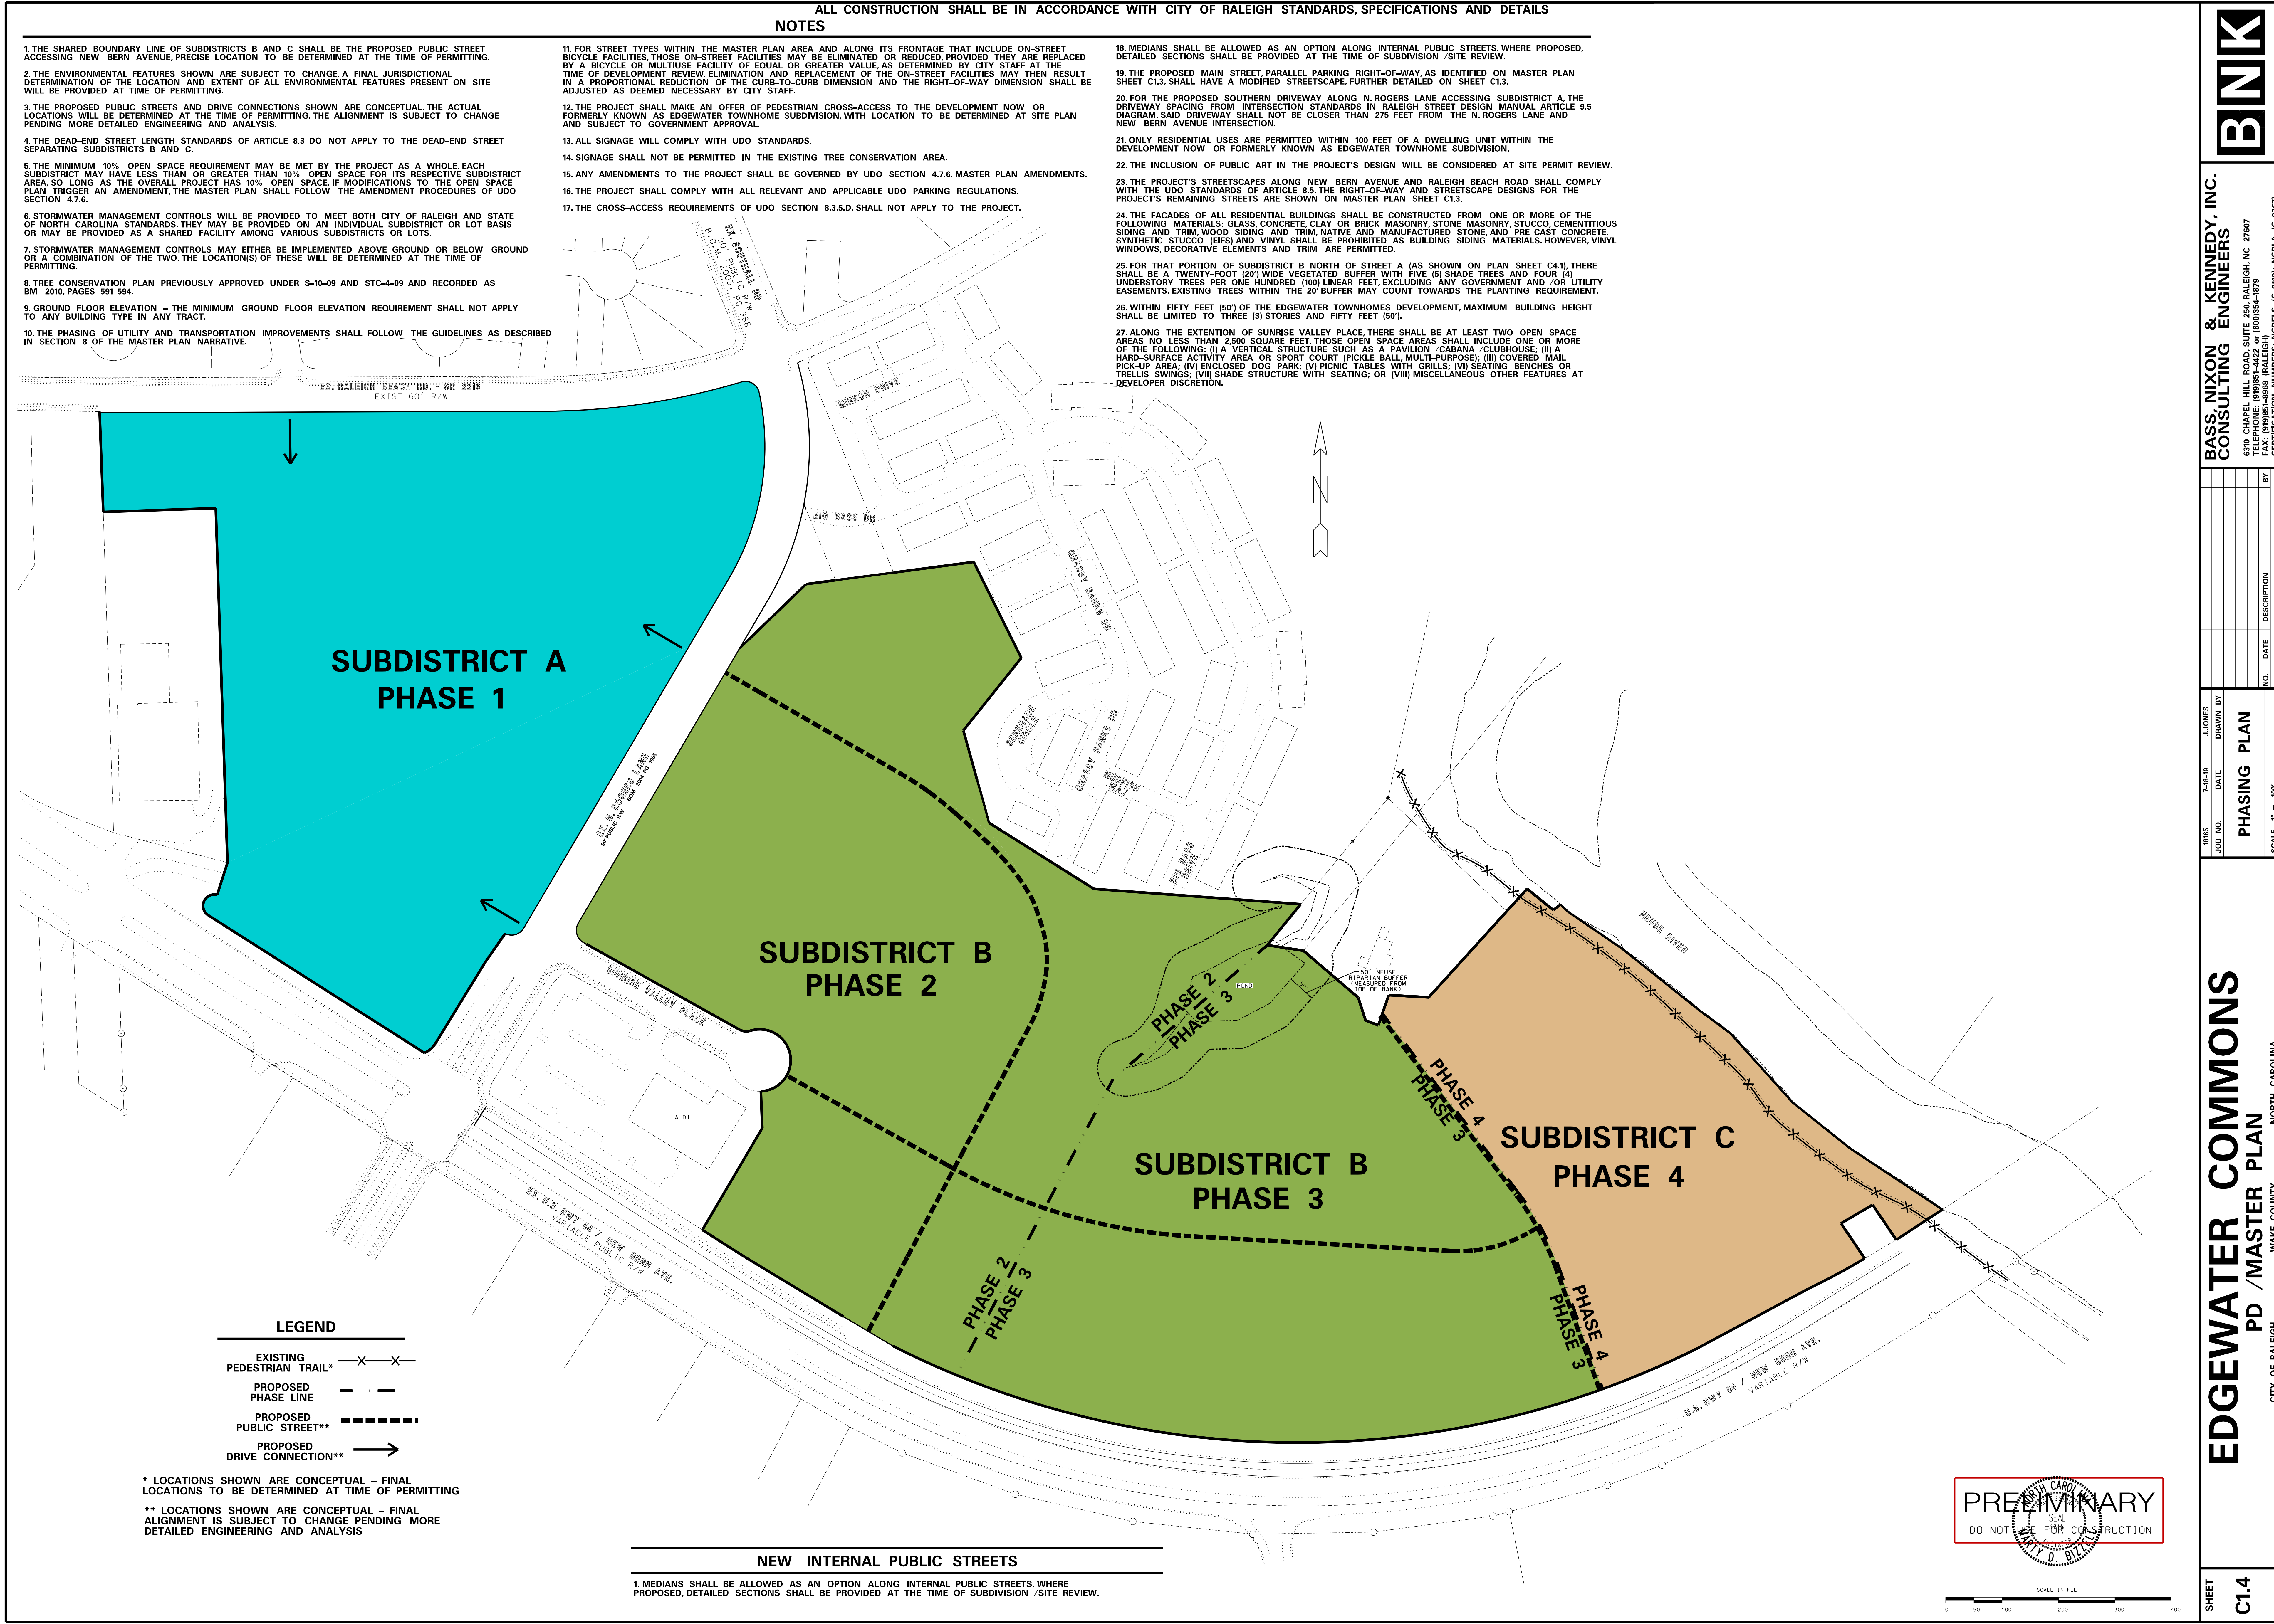 ALL CONSTRUCTION SHALL BE IN ACCORDANCE WITH CITY OF RALEIGH STANDARDS, SPECIFICATIONS AND DETAILS
NOTES
1. THE SHARED BOUNDARY LINE OF SUBDISTRICTS B AND C SHALL BE THE PROPOSED PUBLIC STREET
ACCESSING NEW BERN AVENUE, PRECISE LOCATION TO BE DETERMINED AT THE TIME OF PERMITTING.
2. THE ENVIRONMENTAL FEATURES SHOWN ARE SUBJECT TO CHANGE. A FINAL JURISDICTIONAL
DETERMINATION OF THE LOCATION AND EXTENT OF ALL ENVIRONMENTAL FEATURES PRESENT ON SITE
WILL BE PROVIDED AT TIME OF PERMITTING.
3. THE PROPOSED PUBLIC STREETS AND DRIVE CONNECTIONS SHOWN ARE CONCEPTUAL. THE ACTUAL
LOCATIONS WILL BE DETERMINED AT THE TIME OF PERMITTING. THE ALIGNMENT IS SUBJECT TO CHANGE
PENDING MORE DETAILED ENGINEERING AND ANALYSIS.
4. THE DEAD-END STREET LENGTH STANDARDS OF ARTICLE 8.3 DO NOT APPLY TO THE DEAD-END STREET
SEPARATING SUBDISTRICTS B AND C.
5. THE MINIMUM 10% OPEN SPACE REQUIREMENT MAY BE MET BY THE PROJECT AS A WHOLE. EACH
SUBDISTRICT MAY HAVE LESS THAN OR GREATER THAN 10% OPEN SPACE FOR ITS RESPECTIVE SUBDISTRICT
AREA, SO LONG AS THE OVERALL PROJECT HAS 10% OPEN SPACE. IF MODIFICATIONS TO THE OPEN SPACE
PLAN TRIGGER AN AMENDMENT, THE MASTER PLAN SHALL FOLLOW THE AMENDMENT PROCEDURES OF UDO
SECTION 4.7.6.
6. STORMWATER MANAGEMENT CONTROLS WILL BE PROVIDED TO MEET BOTH CITY OF RALEIGH AND STATE
OF NORTH CAROLINA STANDARDS. THEY MAY BE PROVIDED ON AN INDIVIDUAL SUBDISTRICT OR LOT BASIS
OR MAY BE PROVIDED AS A SHARED FACILITY AMONG VARIOUS SUBDISTRICTS OR LOTS.
7. STORMWATER MANAGEMENT CONTROLS MAY EITHER BE IMPLEMENTED ABOVE GROUND OR BELOW GROUND
OR A COMBINATION OF THE TWO. THE LOCATION(S) OF THESE WILL BE DETERMINED AT THE TIME OF
PERMITTING.
8. TREE CONSERVATION PLAN PREVIOUSLY APPROVED UNDER S-10-09 AND STC-4-09 AND RECORDED AS
BM 2010, PAGES 591-594.
9. GROUND FLOOR ELEVATION - THE MINIMUM GROUND FLOOR ELEVATION REQUIREMENT SHALL NOT APPLY
TO ANY BUILDING TYPE IN ANY TRACT.
10. THE PHASING OF UTILITY AND TRANSPORTATION IMPROVEMENTS SHALL FOLLOW THE GUIDELINES AS DESCRIBED
IN SECTION 8 OF THE MASTER PLAN NARRATIVE.
11. FOR STREET TYPES WITHIN THE MASTER PLAN AREA AND ALONG ITS FRONTAGE THAT INCLUDE ON-STREET
BICYCLE FACILITIES, THOSE ON-STREET FACILITIES MAY BE ELIMINATED OR REDUCED, PROVIDED THEY ARE REPLACED
BY A BICYCLE OR MULTIUSE FACILITY OF EQUAL OR GREATER VALUE, AS DETERMINED BY CITY STAFF AT THE
TIME OF DEVELOPMENT REVIEW. ELIMINATION AND REPLACEMENT OF THE ON-STREET FACILITIES MAY THEN RESULT
IN A PROPORTIONAL REDUCTION OF THE CURB-TO-CURB DIMENSION AND THE RIGHT-OF-WAY DIMENSION SHALL BE
ADJUSTED AS DEEMED NECESSARY BY CITY STAFF.
12. THE PROJECT SHALL MAKE AN OFFER OF PEDESTRIAN CROSS-ACCESS TO THE DEVELOPMENT NOW OR
FORMERLY KNOWN AS EDGEWATER TOWNHOME SUBDIVISION, WITH LOCATION TO BE DETERMINED AT SITE PLAN
AND SUBJECT TO GOVERNMENT APPROVAL.
13. ALL SIGNAGE WILL COMPLY WITH UDO STANDARDS.
14. SIGNAGE SHALL NOT BE PERMITTED IN THE EXISTING TREE CONSERVATION AREA.
15. ANY AMENDMENTS TO THE PROJECT SHALL BE GOVERNED BY UDO SECTION 4.7.6. MASTER PLAN AMENDMENTS.
16. THE PROJECT SHALL COMPLY WITH ALL RELEVANT AND APPLICABLE UDO PARKING REGULATIONS.
17. THE CROSS-ACCESS REQUIREMENTS OF UDO SECTION 8.3.5.D. SHALL NOT APPLY TO THE PROJECT.
18. MEDIANS SHALL BE ALLOWED AS AN OPTION ALONG INTERNAL PUBLIC STREETS. WHERE PROPOSED,
DETAILED SECTIONS SHALL BE PROVIDED AT THE TIME OF SUBDIVISION /SITE REVIEW.
19. THE PROPOSED MAIN STREET, PARALLEL PARKING RIGHT-OF-WAY, AS IDENTIFIED ON MASTER PLAN
SHEET C1.3, SHALL HAVE A MODIFIED STREETSCAPE, FURTHER DETAILED ON SHEET C1.3.
20. FOR THE PROPOSED SOUTHERN DRIVEWAY ALONG N. ROGERS LANE ACCESSING SUBDISTRICT A, THE
DRIVEWAY SPACING FROM INTERSECTION STANDARDS IN RALEIGH STREET DESIGN MANUAL ARTICLE 9.5
DIAGRAM. SAID DRIVEWAY SHALL NOT BE CLOSER THAN 275 FEET FROM THE N. ROGERS LANE AND
NEW BERN AVENUE INTERSECTION.
21. ONLY RESIDENTIAL USES ARE PERMITTED WITHIN 100 FEET OF A DWELLING UNIT WITHIN THE
DEVELOPMENT NOW OR FORMERLY KNOWN AS EDGEWATER TOWNHOME SUBDIVISION.
22. THE INCLUSION OF PUBLIC ART IN THE PROJECT'S DESIGN WILL BE CONSIDERED AT SITE PERMIT REVIEW.
23. THE PROJECT'S STREETSCAPES ALONG NEW BERN AVENUE AND RALEIGH BEACH ROAD SHALL COMPLY
WITH THE UDO STANDARDS OF ARTICLE 8.5. THE RIGHT-OF-WAY AND STREETSCAPE DESIGNS FOR THE
PROJECT'S REMAINING STREETS ARE SHOWN ON MASTER PLAN SHEET C1.3.
24. THE FACADES OF ALL RESIDENTIAL BUILDINGS SHALL BE CONSTRUCTED FROM ONE OR MORE OF THE
FOLLOWING MATERIALS: GLASS, CONCRETE, CLAY OR BRICK MASONRY, STONE MASONRY, STUCCO, CEMENTITIOUS
SIDING AND TRIM, WOOD SIDING AND TRIM, NATIVE AND MANUFACTURED STONE, AND PRE-CAST CONCRETE.
SYNTHETIC STUCCO (EIFS) AND VINYL SHALL BE PROHIBITED AS BUILDING SIDING MATERIALS. HOWEVER, VINYL
WINDOWS, DECORATIVE ELEMENTS AND TRIM ARE PERMITTED.
25. FOR THAT PORTION OF SUBDISTRICT B NORTH OF STREET A (AS SHOWN ON PLAN SHEET C4.1), THERE
SHALL BE A TWENTY-FOOT (20') WIDE VEGETATED BUFFER WITH FIVE (5) SHADE TREES AND FOUR (4)
UNDERSTORY TREES PER ONE HUNDRED (100) LINEAR FEET, EXCLUDING ANY GOVERNMENT AND /OR UTILITY
EASEMENTS. EXISTING TREES WITHIN THE 20' BUFFER MAY COUNT TOWARDS THE PLANTING REQUIREMENT.
26. WITHIN FIFTY FEET (50') OF THE EDGEWATER TOWNHOMES DEVELOPMENT, MAXIMUM BUILDING HEIGHT
SHALL BE LIMITED TO THREE (3) STORIES AND FIFTY FEET (50').
27. ALONG THE EXTENTION OF SUNRISE VALLEY PLACE, THERE SHALL BE AT LEAST TWO OPEN SPACE
AREAS NO LESS THAN 2,500 SQUARE FEET. THOSE OPEN SPACE AREAS SHALL INCLUDE ONE OR MORE
OF THE FOLLOWING: (I) A VERTICAL STRUCTURE SUCH AS A PAVILION /CABANA /CLUBHOUSE; (II) A
HARD-SURFACE ACTIVITY AREA OR SPORT COURT (PICKLE BALL, MULTI-PURPOSE); (III) COVERED MAIL
PICK-UP AREA; (IV) ENCLOSED DOG PARK; (V) PICNIC TABLES WITH GRILLS; (VI) SEATING BENCHES OR
TRELLIS SWINGS; (VII) SHADE STRUCTURE WITH SEATING; OR (VIII) MISCELLANEOUS OTHER FEATURES AT
DEVELOPER DISCRETION.
EX. SOUTHALL RD
90' PUBLIC R/W
B.O.M. 2003, PG 988
EX. RALEIGH BEACH RD. - SR 2215
EXIST 60' R/W
MIRROR DRIVE
BIG BASS DR
GRASSY BANKS DR
N
SUBDISTRICT A
PHASE 1
SERENADE
CIRCLE
GRASSY BANKS DR
MUDFISH
WAY
BIG BASS
DRIVE
EX. N. ROGERS LANE
90' PUBLIC R/W BOM 2004 PG 1085
NEUSE RIVER
SUBDISTRICT B
PHASE 2
SUNRISE VALLEY PLACE
50' NEUSE
RIPARIAN BUFFER
(MEASURED FROM
TOP OF BANK)
POND
PHASE 2
PHASE 3
ALDI
PHASE 4
PHASE 3
SUBDISTRICT C
PHASE 4
SUBDISTRICT B
PHASE 3
EX. U.S. HWY 64 / NEW BERN AVE.
VARIABLE PUBLIC R/W
PHASE 2
PHASE 3
PHASE 4
PHASE 3
U.S. HWY 64 / NEW BERN AVE.
VARIABLE R/W
LEGEND
EXISTING
PEDESTRIAN TRAIL*
PROPOSED
PHASE LINE
PROPOSED
PUBLIC STREET**
PROPOSED
DRIVE CONNECTION**
* LOCATIONS SHOWN ARE CONCEPTUAL - FINAL
LOCATIONS TO BE DETERMINED AT TIME OF PERMITTING
** LOCATIONS SHOWN ARE CONCEPTUAL - FINAL
ALIGNMENT IS SUBJECT TO CHANGE PENDING MORE
DETAILED ENGINEERING AND ANALYSIS
NEW INTERNAL PUBLIC STREETS
1. MEDIANS SHALL BE ALLOWED AS AN OPTION ALONG INTERNAL PUBLIC STREETS. WHERE
PROPOSED, DETAILED SECTIONS SHALL BE PROVIDED AT THE TIME OF SUBDIVISION /SITE REVIEW.
PRELIMINARY
DO NOT USE FOR CONSTRUCTION
NORTH CAROLINA
SEAL
ENGINEER
MARTY D. BIZZELL
SCALE IN FEET
0 50 100 200 300 400
BNK
BASS, NIXON & KENNEDY, INC.
CONSULTING ENGINEERS
6310 CHAPEL HILL ROAD, SUITE 250, RALEIGH, NC 27607
TELEPHONE: (919)851-4422 or (800)354-1879
FAX: (919)851-8968 (RALEIGH)
NO. DATE DESCRIPTION BY
18165 7-18-19 J.JONES
JOB NO. DATE DRAWN BY
PHASING PLAN
EDGEWATER COMMONS
PD /MASTER PLAN
CITY OF RALEIGH WAKE COUNTY NORTH CAROLINA
SHEET
C1.4